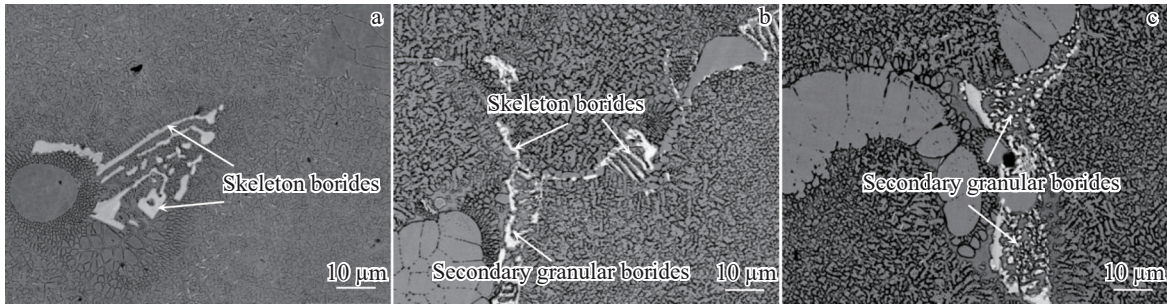 a
Skeleton borides
10 μm
b
Skeleton borides
Secondary granular borides
10 μm
c
Secondary granular borides
10 μm